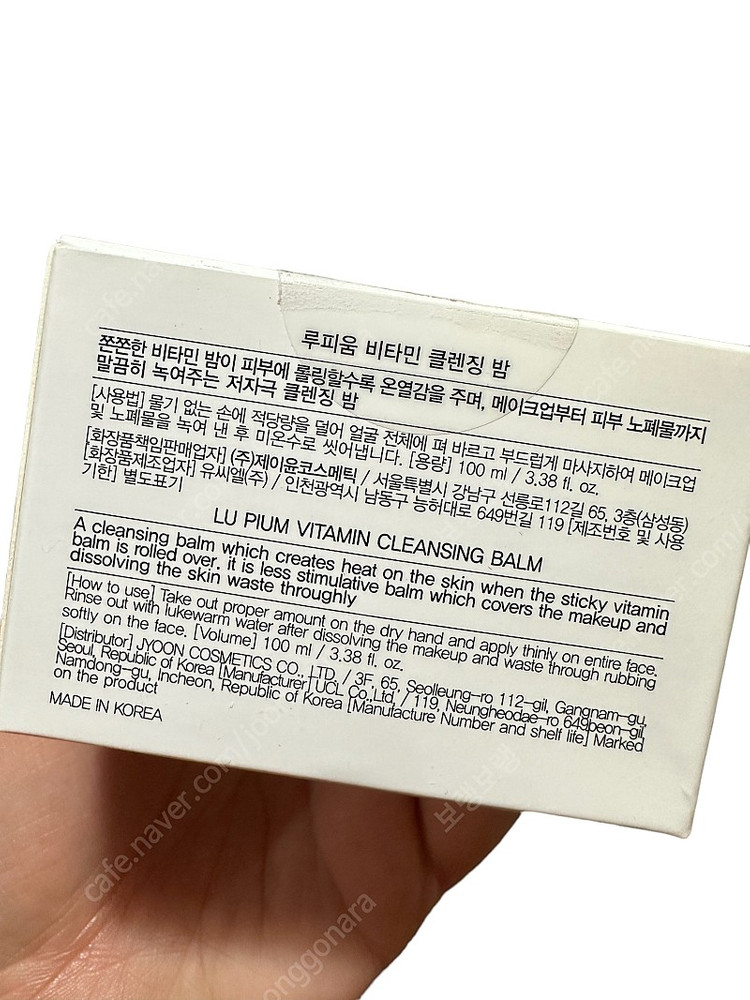 루피움 비타민 클렌징 밤
쫀쫀한 비타민 밤이 피부에 롤링할수록 온열감을 주며, 메이크업부터 피부 노폐물까지
말끔히 녹여주는 저자극 클렌징 밤
[사용법] 물기 없는 손에 적당량을 덜어 얼굴 전체에 펴 바르고 부드럽게 마사지하여 메이크업
및 노폐물을 녹여 낸 후 미온수로 씻어냅니다. [용량] 100 ml / 3.38 fl. oz.
[화장품책임판매업자] (주)제이윤코스메틱 / 서울특별시 강남구 선릉로112길 65, 3층(삼성동)
[화장품제조업자] 유씨엘(주) / 인천광역시 남동구 능허대로 649번길 119 [제조번호 및 사용
기한] 별도표기
LU PIUM VITAMIN CLEANSING BALM
A cleansing balm which creates heat on the skin when the sticky vitamin
balm is rolled over. it is less stimulative balm which covers the makeup and
dissolving the skin waste throughly
[How to use] Take out proper amount on the dry hand and apply thinly on entire face.
Rinse out with lukewarm water after dissolving the makeup and waste through rubbing
softly on the face. [Volume] 100 ml / 3.38 fl. oz.
[Distributor] JYOON COSMETICS CO., LTD. / 3F, 65, Seolleung-ro 112-gil, Gangnam-gu,
Seoul, Republic of Korea [Manufacturer] UCL Co.,Ltd. / 119, Neungheodae-ro 649beon-gil,
Namdong-gu, Incheon, Republic of Korea [Manufacture Number and shelf life] Marked
on the product
MADE IN KOREA
cafe.naver.com/joonggonara